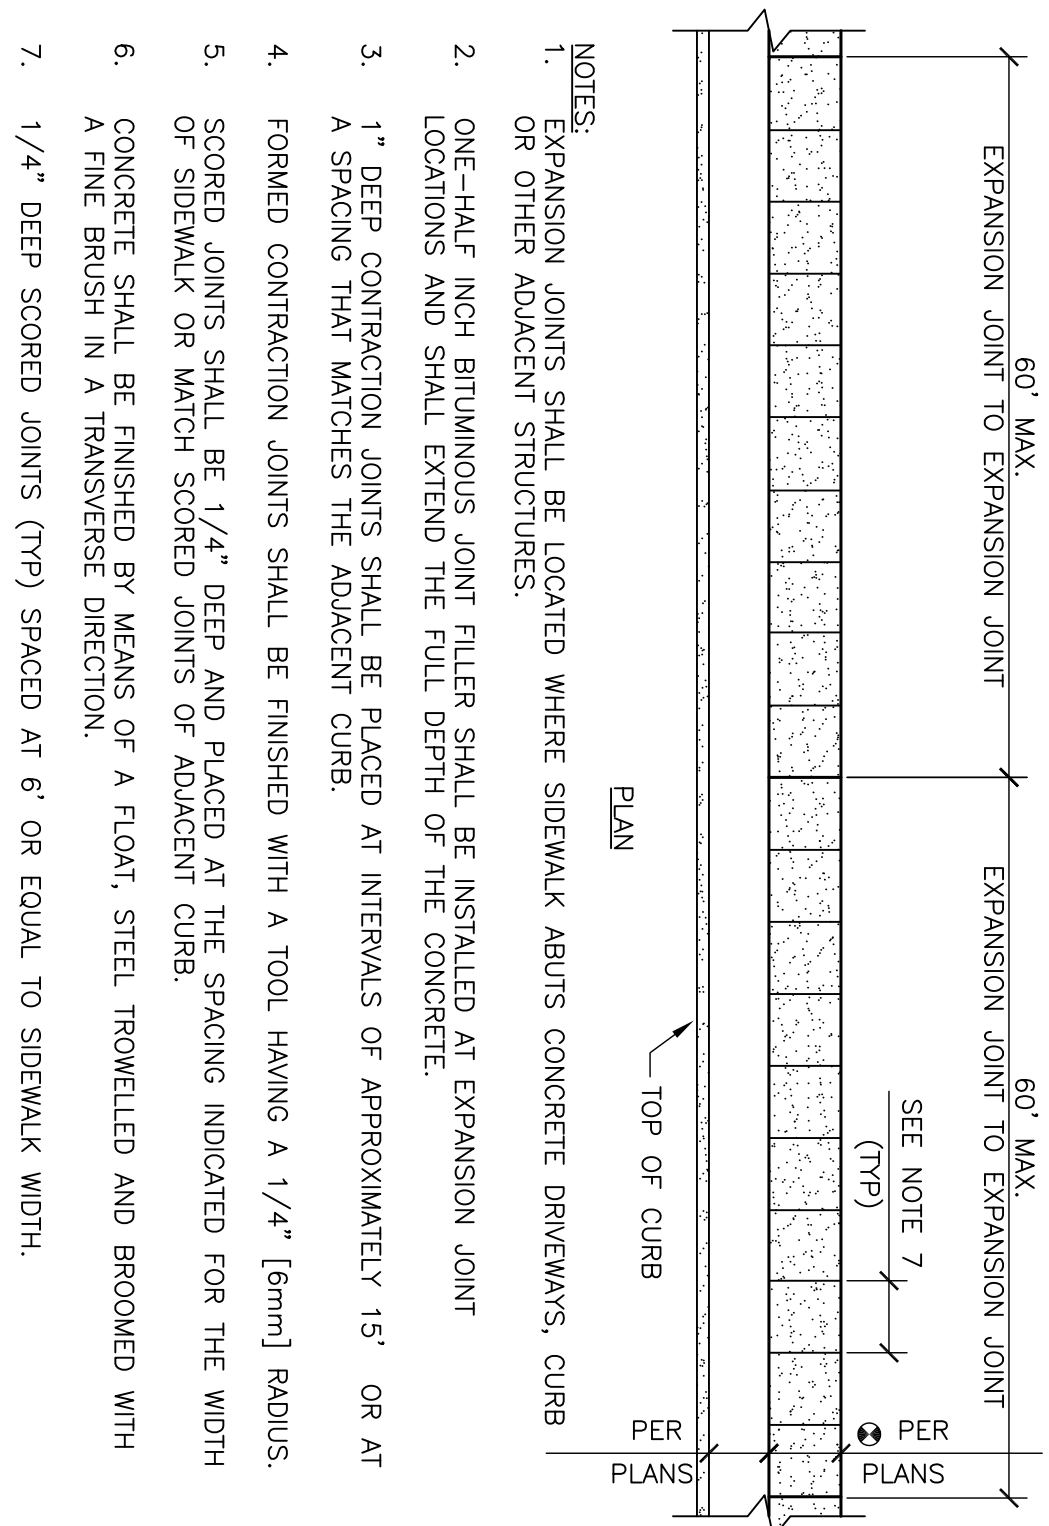 60' MAX.
EXPANSION JOINT TO EXPANSION JOINT
60' MAX.
EXPANSION JOINT TO EXPANSION JOINT
SEE NOTE 7
(TYP)
PER
PLANS
PER
PLANS
TOP OF CURB
PLAN
NOTES:
1. EXPANSION JOINTS SHALL BE LOCATED WHERE SIDEWALK ABUTS CONCRETE DRIVEWAYS, CURB
OR OTHER ADJACENT STRUCTURES.
2. ONE-HALF INCH BITUMINOUS JOINT FILLER SHALL BE INSTALLED AT EXPANSION JOINT
LOCATIONS AND SHALL EXTEND THE FULL DEPTH OF THE CONCRETE.
3. 1" DEEP CONTRACTION JOINTS SHALL BE PLACED AT INTERVALS OF APPROXIMATELY 15' OR AT
A SPACING THAT MATCHES THE ADJACENT CURB.
4. FORMED CONTRACTION JOINTS SHALL BE FINISHED WITH A TOOL HAVING A 1/4" [6mm] RADIUS.
5. SCORED JOINTS SHALL BE 1/4" DEEP AND PLACED AT THE SPACING INDICATED FOR THE WIDTH
OF SIDEWALK OR MATCH SCORED JOINTS OF ADJACENT CURB.
6. CONCRETE SHALL BE FINISHED BY MEANS OF A FLOAT, STEEL TROWELLED AND BROOMED WITH
A FINE BRUSH IN A TRANSVERSE DIRECTION.
7. 1/4" DEEP SCORED JOINTS (TYP) SPACED AT 6' OR EQUAL TO SIDEWALK WIDTH.